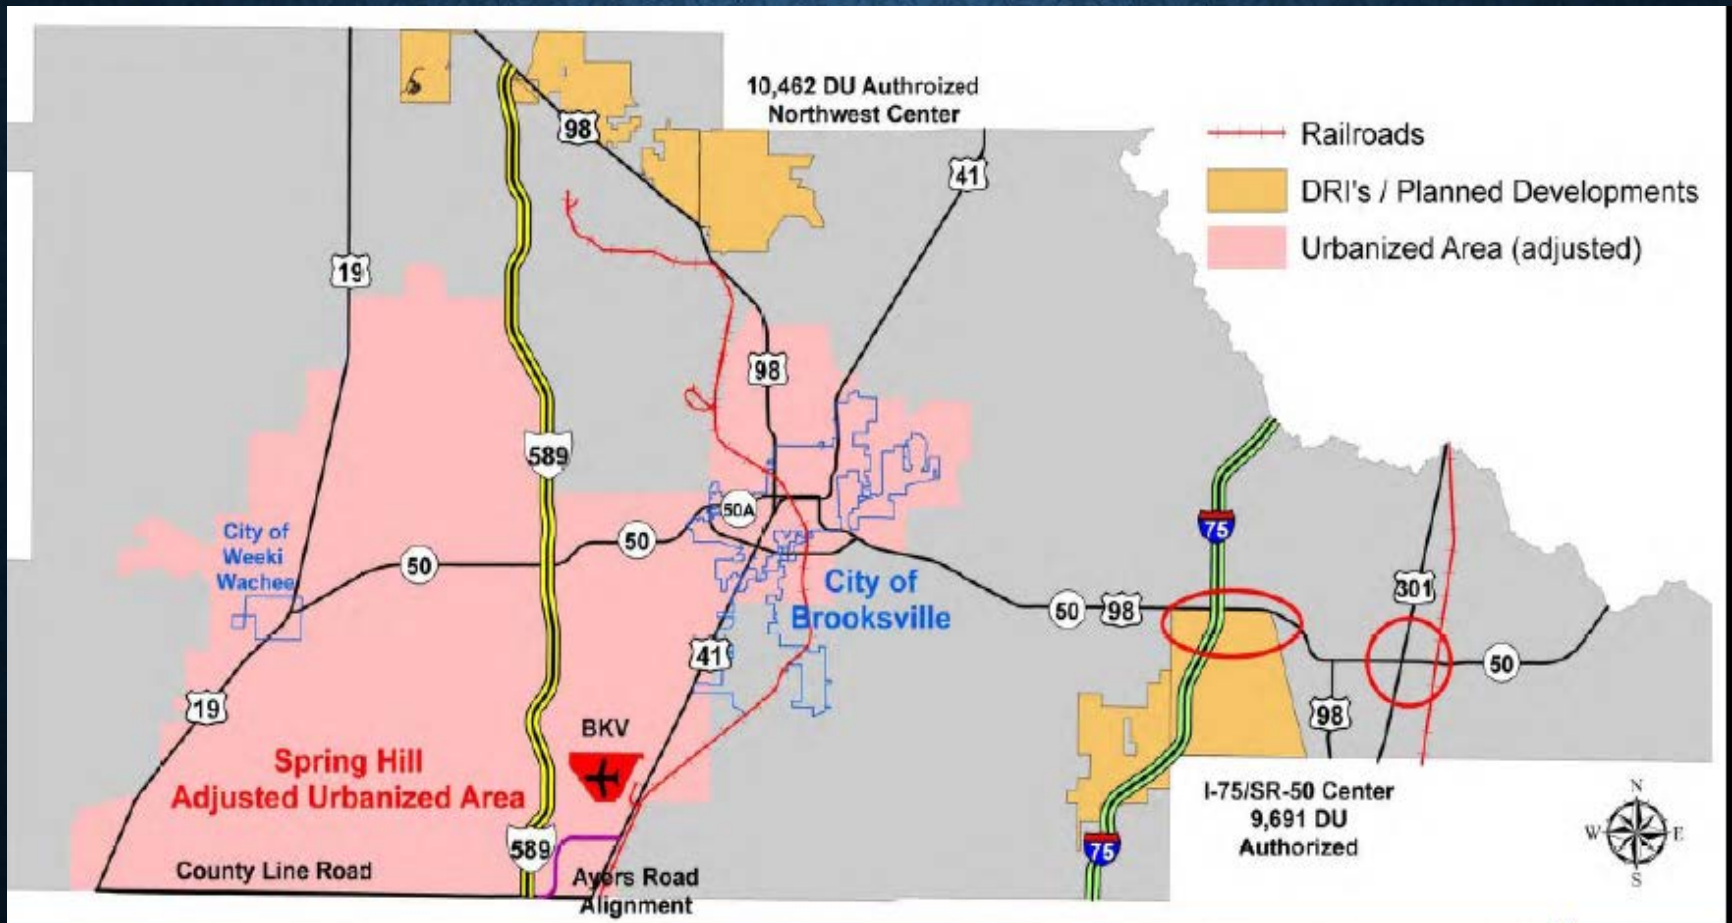 10,462 DU Authroized
Northwest Center
98
41
Railroads
DRI's / Planned Developments
Urbanized Area (adjusted)
19
98
589
50A
75
City of
Weeki
Wachee
50
50
City of
Brooksville
50
98
301
41
50
19
98
BKV
Spring Hill
Adjusted Urbanized Area
I-75/SR-50 Center
9,691 DU
Authorized
N
W
E
S
589
75
County Line Road
Ayers Road
Alignment